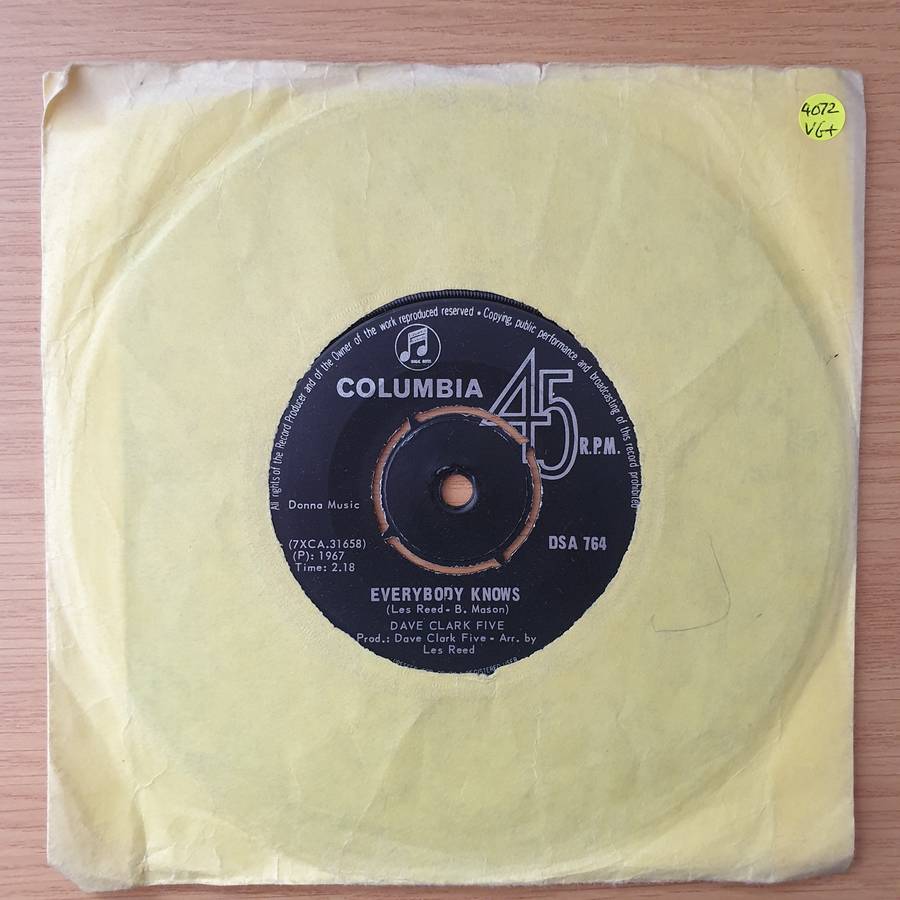 4072
VG+
All rights of the Record Producer and of the Owner of the work reproduced reserved • Copying, public performance and broadcasting of this record prohibited
COLUMBIA
45
R.P.M.
Donna Music
(7XCA.31658)
(P): 1967
Time: 2.18
DSA 764
EVERYBODY KNOWS
(Les Reed - B. Mason)
DAVE CLARK FIVE
Prod.: Dave Clark Five - Arr. by
Les Reed
REGISTERED USER